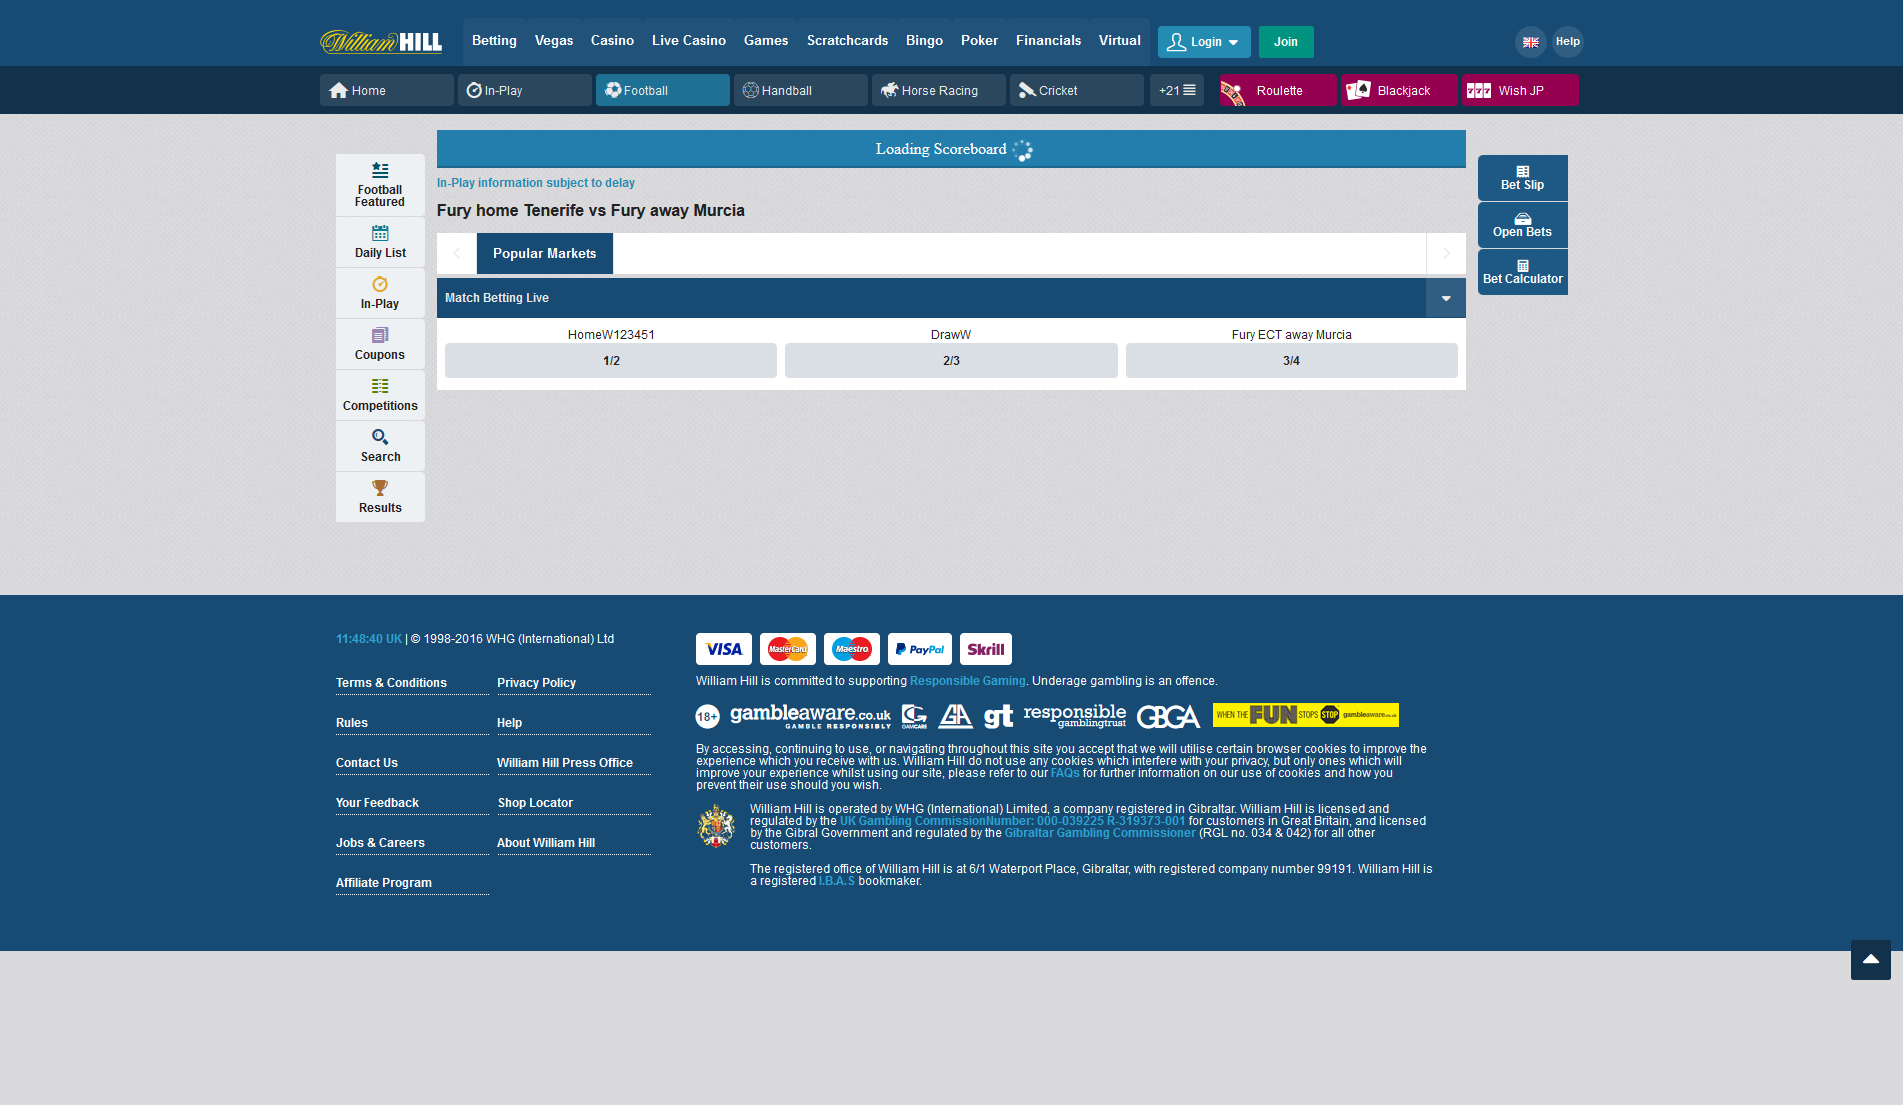 William HILL Betting Vegas Casino Live Casino Games Scratchcards Bingo Poker Financials Virtual Login Join Help
Home In-Play Football Handball Horse Racing Cricket +21 Roulette Blackjack 777 Wish JP
Loading Scoreboard
In-Play information subject to delay
Fury home Tenerife vs Fury away Murcia
Popular Markets
Match Betting Live
HomeW123451 DrawW Fury ECT away Murcia
1/2 2/3 3/4
Football
Featured
Daily List
In-Play
Coupons
Competitions
Search
Results
Bet Slip
Open Bets
Bet Calculator
11:48:40 UK | © 1998-2016 WHG (International) Ltd
Terms & Conditions Privacy Policy
Rules Help
Contact Us William Hill Press Office
Your Feedback Shop Locator
Jobs & Careers About William Hill
Affiliate Program
VISA MasterCard Maestro PayPal Skrill
William Hill is committed to supporting Responsible Gaming. Underage gambling is an offence.
18+ gambleaware.co.uk GAMBLE RESPONSIBLY GAMCARE GA gt responsible gamblingtrust GBGA WHEN THE FUN STOPS STOP gambleaware.co.uk
By accessing, continuing to use, or navigating throughout this site you accept that we will utilise certain browser cookies to improve the
experience which you receive with us. William Hill do not use any cookies which interfere with your privacy, but only ones which will
improve your experience whilst using our site, please refer to our FAQs for further information on our use of cookies and how you
prevent their use should you wish.
William Hill is operated by WHG (International) Limited, a company registered in Gibraltar. William Hill is licensed and
regulated by the UK Gambling CommissionNumber: 000-039225 R-319373-001 for customers in Great Britain, and licensed
by the Gibral Government and regulated by the Gibraltar Gambling Commissioner (RGL no. 034 & 042) for all other
customers.
The registered office of William Hill is at 6/1 Waterport Place, Gibraltar, with registered company number 99191. William Hill is
a registered I.B.A.S bookmaker.